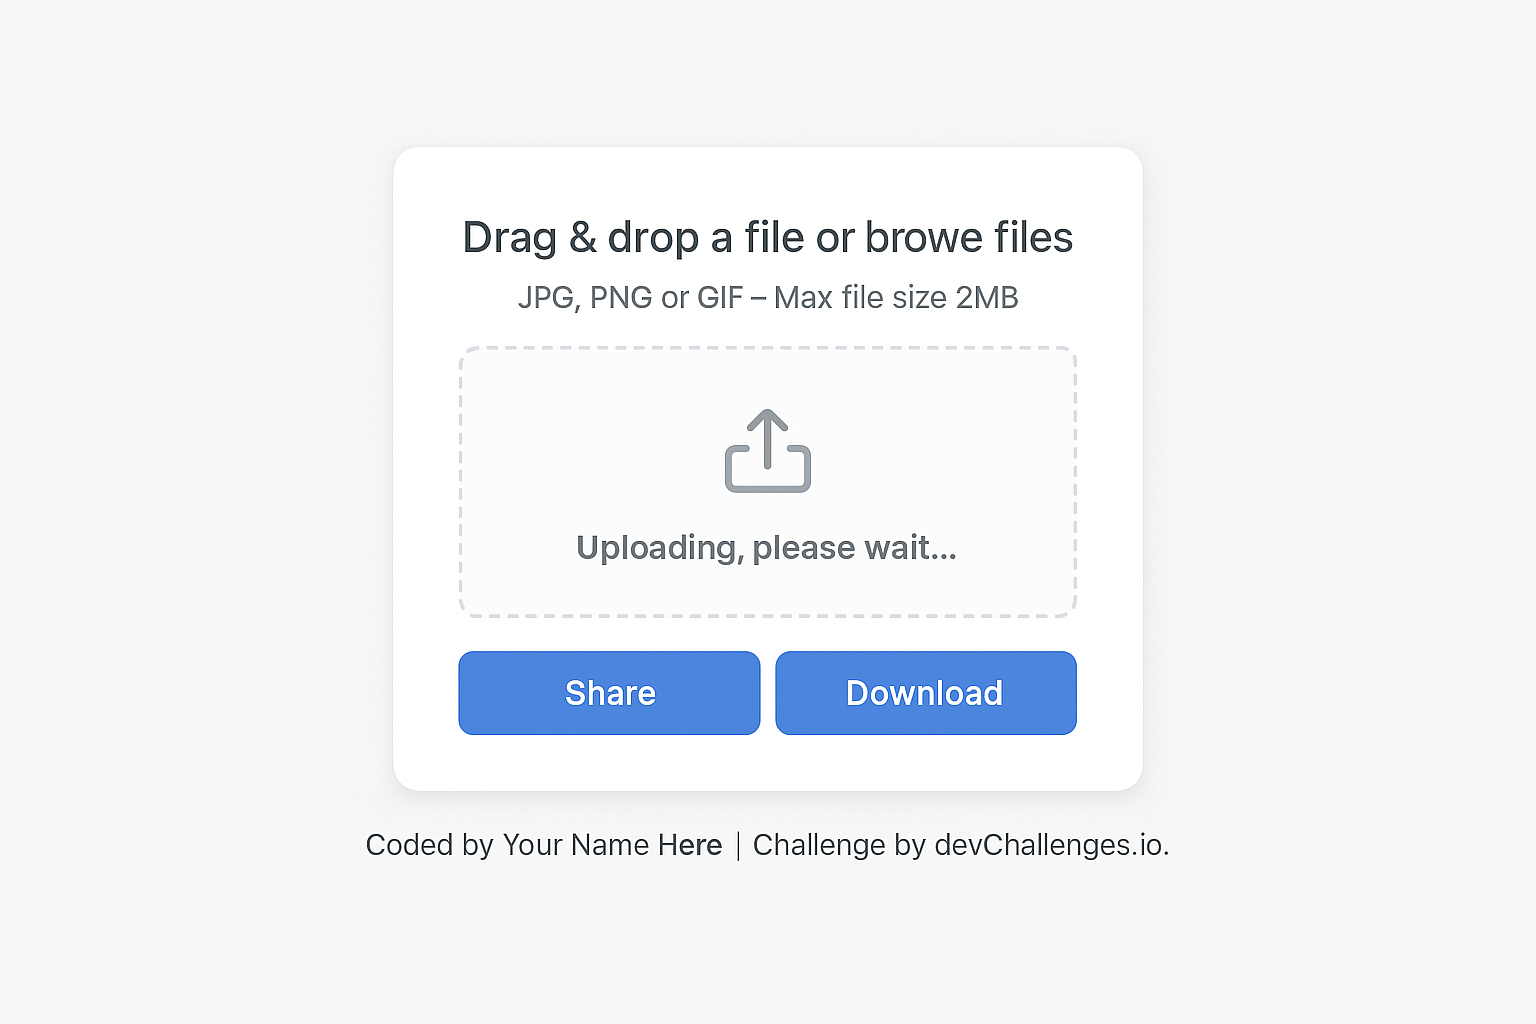 Drag & drop a file or browe files
JPG, PNG or GIF – Max file size 2MB
Uploading, please wait...
Share
Download
Coded by Your Name Here | Challenge by devChallenges.io.